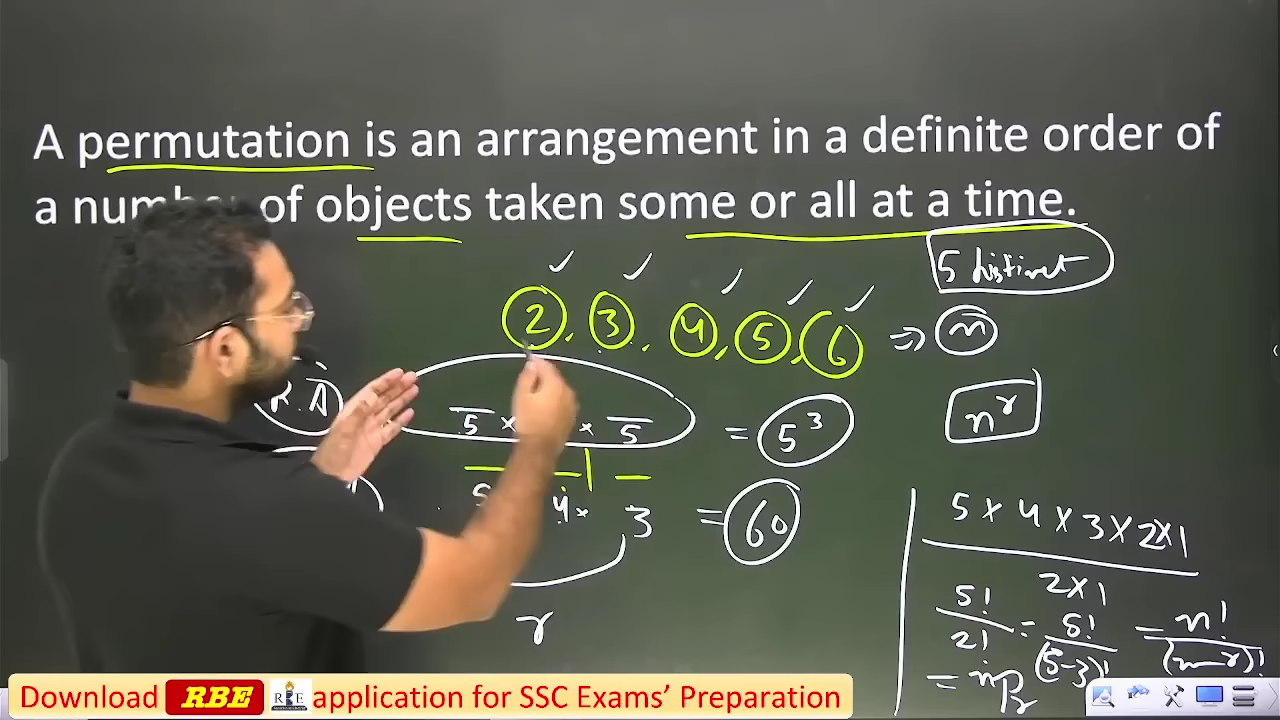 A permutation is an arrangement in a definite order of
a number of objects taken some or all at a time.
5 distinct
2, 3, 4, 5, 6 ⇒ n
R.A
5 × × 5 = 5³
n^r
4 × 3 = 60
r
5 × 4 × 3 × 2 × 1
2 × 1
5!/2! = 5!/(5-3)! = n!/(n-r)!
= nPr
Download RBE RBE application for SSC Exams' Preparation